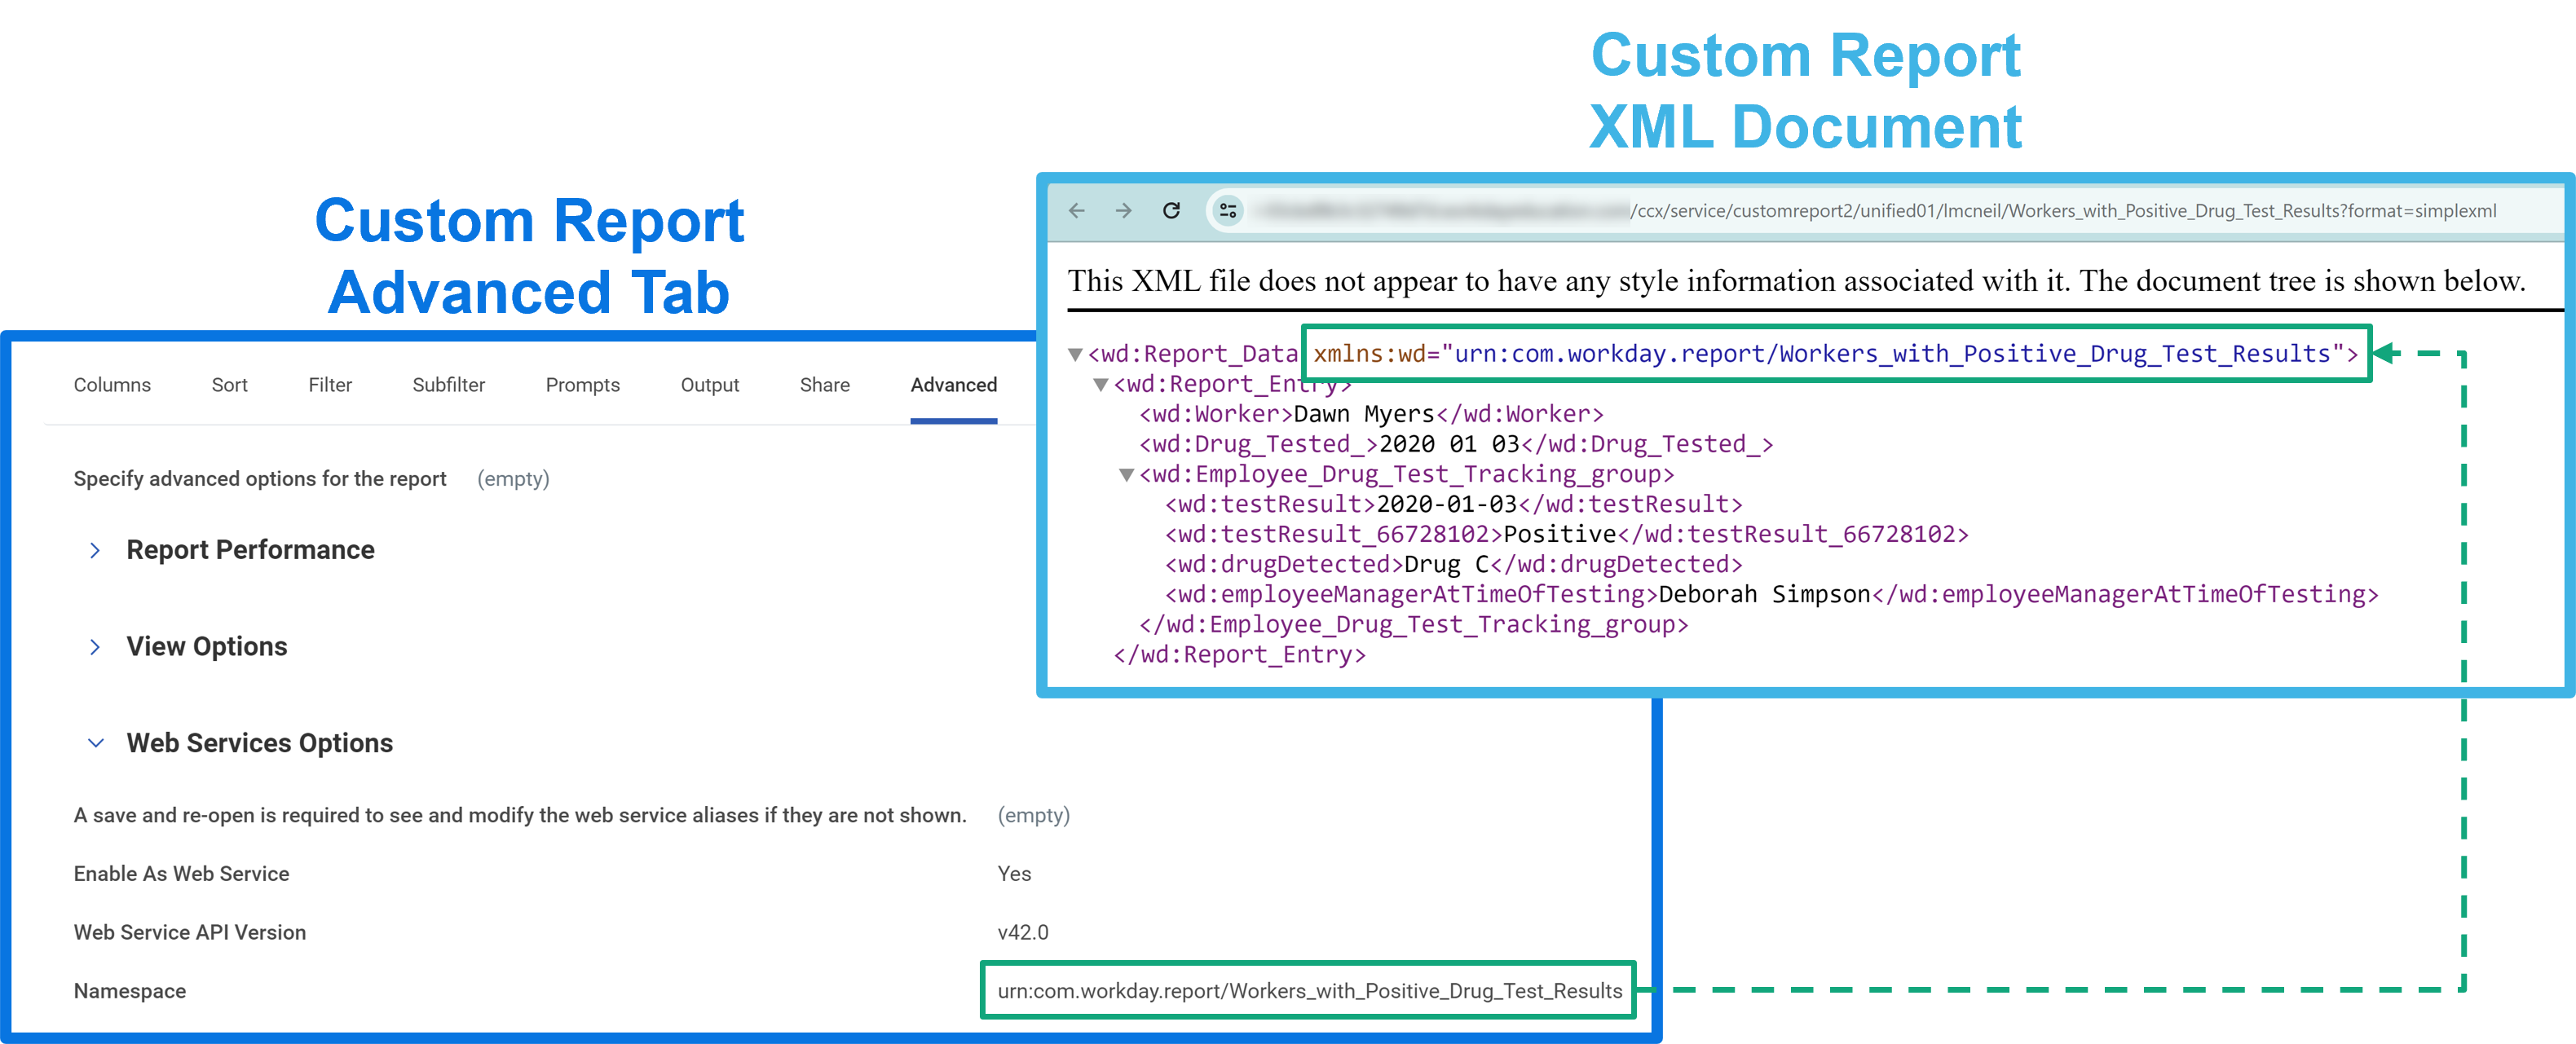 Custom Report
XML Document
Custom Report
Advanced Tab
/ccx/service/customreport2/unified01/lmcneil/Workers_with_Positive_Drug_Test_Results?format=simplexml
This XML file does not appear to have any style information associated with it. The document tree is shown below.
<wd:Report_Data xmlns:wd="urn:com.workday.report/Workers_with_Positive_Drug_Test_Results">
<wd:Report_Entry>
<wd:Worker>Dawn Myers</wd:Worker>
<wd:Drug_Tested_>2020 01 03</wd:Drug_Tested_>
<wd:Employee_Drug_Test_Tracking_group>
<wd:testResult>2020-01-03</wd:testResult>
<wd:testResult_66728102>Positive</wd:testResult_66728102>
<wd:drugDetected>Drug C</wd:drugDetected>
<wd:employeeManagerAtTimeOfTesting>Deborah Simpson</wd:employeeManagerAtTimeOfTesting>
</wd:Employee_Drug_Test_Tracking_group>
</wd:Report_Entry>
Columns Sort Filter Subfilter Prompts Output Share Advanced
Specify advanced options for the report (empty)
Report Performance
View Options
Web Services Options
A save and re-open is required to see and modify the web service aliases if they are not shown. (empty)
Enable As Web Service Yes
Web Service API Version v42.0
Namespace urn:com.workday.report/Workers_with_Positive_Drug_Test_Results